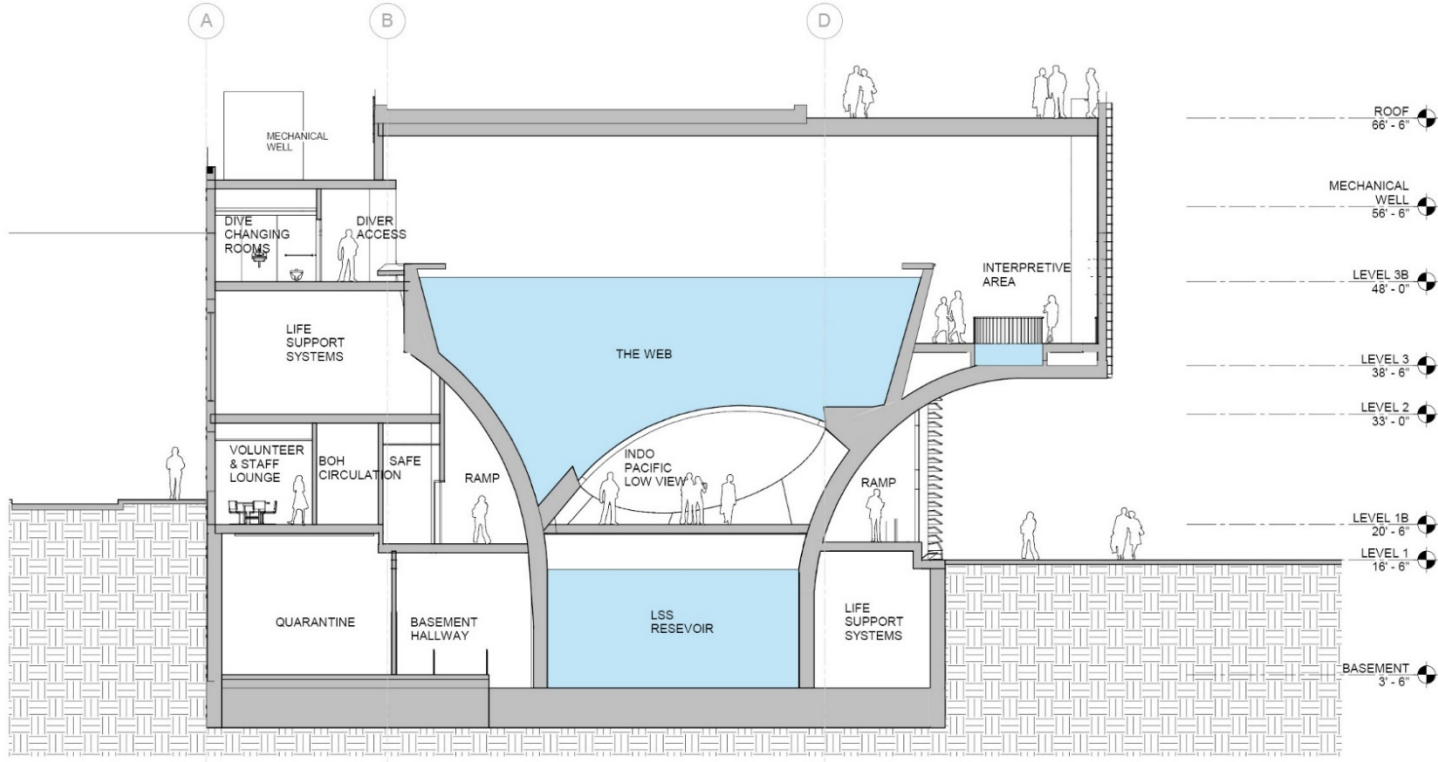 A
B
D
MECHANICAL
WELL
DIVE
CHANGING
ROOMS
DIVER
ACCESS
LIFE
SUPPORT
SYSTEMS
THE WEB
INTERPRETIVE
AREA
VOLUNTEER
& STAFF
LOUNGE
BOH
CIRCULATION
SAFE
RAMP
INDO
PACIFIC
LOW VIEW
RAMP
QUARANTINE
BASEMENT
HALLWAY
LSS
RESEVOIR
LIFE
SUPPORT
SYSTEMS
ROOF
66' - 6"
MECHANICAL
WELL
56' - 6"
LEVEL 3B
48' - 0"
LEVEL 3
38' - 6"
LEVEL 2
33' - 0"
LEVEL 1B
20' - 6"
LEVEL 1
16' - 6"
BASEMENT
3' - 6"